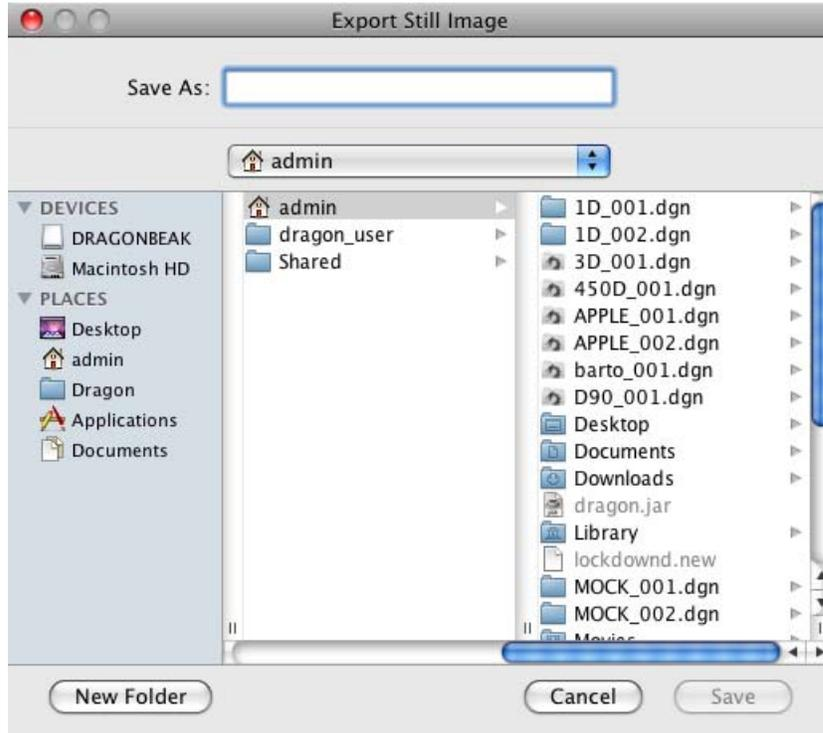 Export Still Image
Save As:
admin
DEVICES
DRAGONBEAK
Macintosh HD
PLACES
Desktop
admin
Dragon
Applications
Documents
admin
dragon_user
Shared
1D_001.dgn
1D_002.dgn
3D_001.dgn
450D_001.dgn
APPLE_001.dgn
APPLE_002.dgn
barto_001.dgn
D90_001.dgn
Desktop
Documents
Downloads
dragon.jar
Library
lockdownd.new
MOCK_001.dgn
MOCK_002.dgn
Movies
New Folder
Cancel
Save